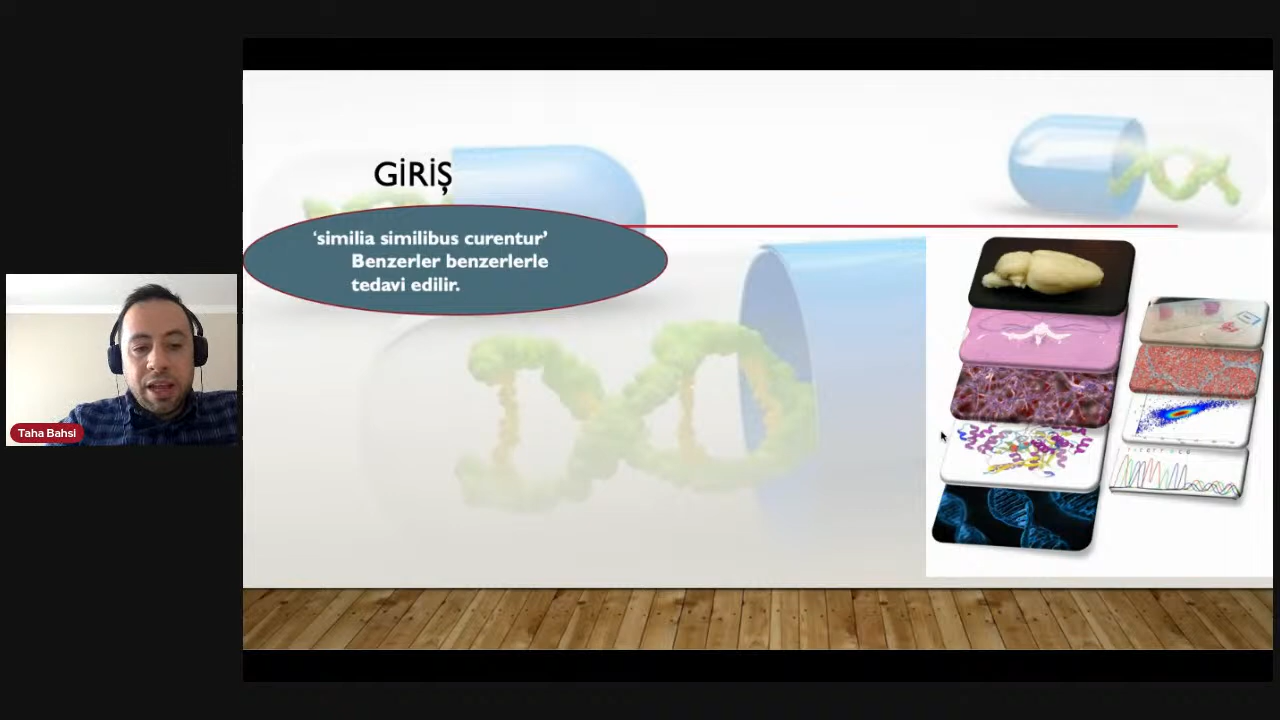 GİRİŞ
‘similia similibus curentur’
Benzerler benzerlerle
tedavi edilir.
Taha Bahsi